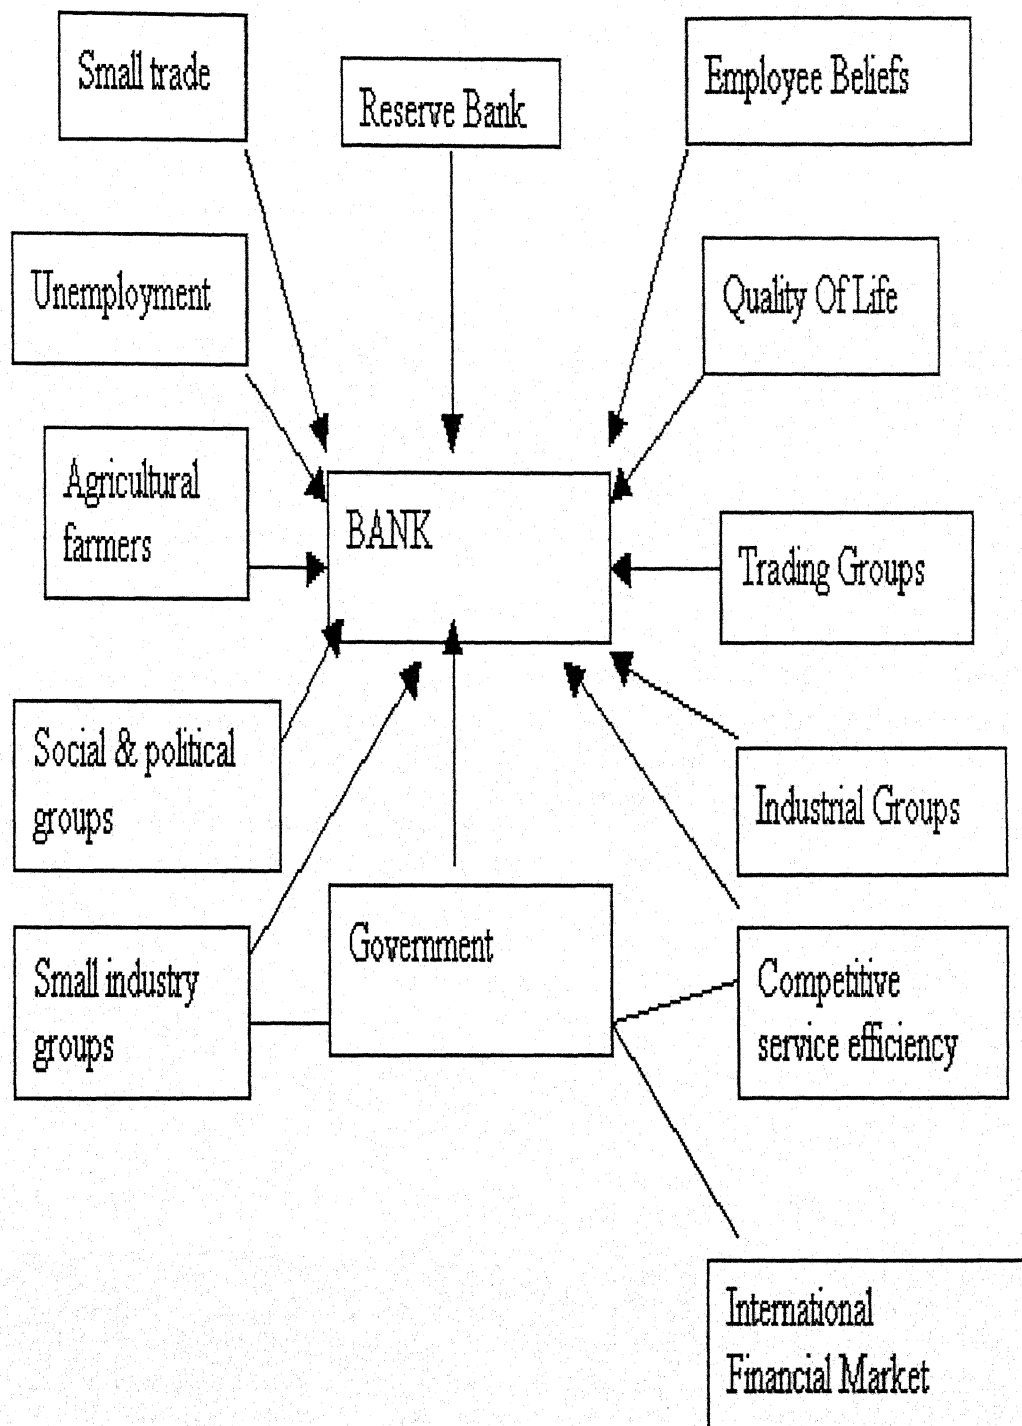 Small trade
Reserve Bank
Employee Beliefs
Unemployment
Quality Of Life
Agricultural
farmers
BANK
Trading Groups
Social & political
groups
Industrial Groups
Small industry
groups
Government
Competitive
service efficiency
International
Financial Market